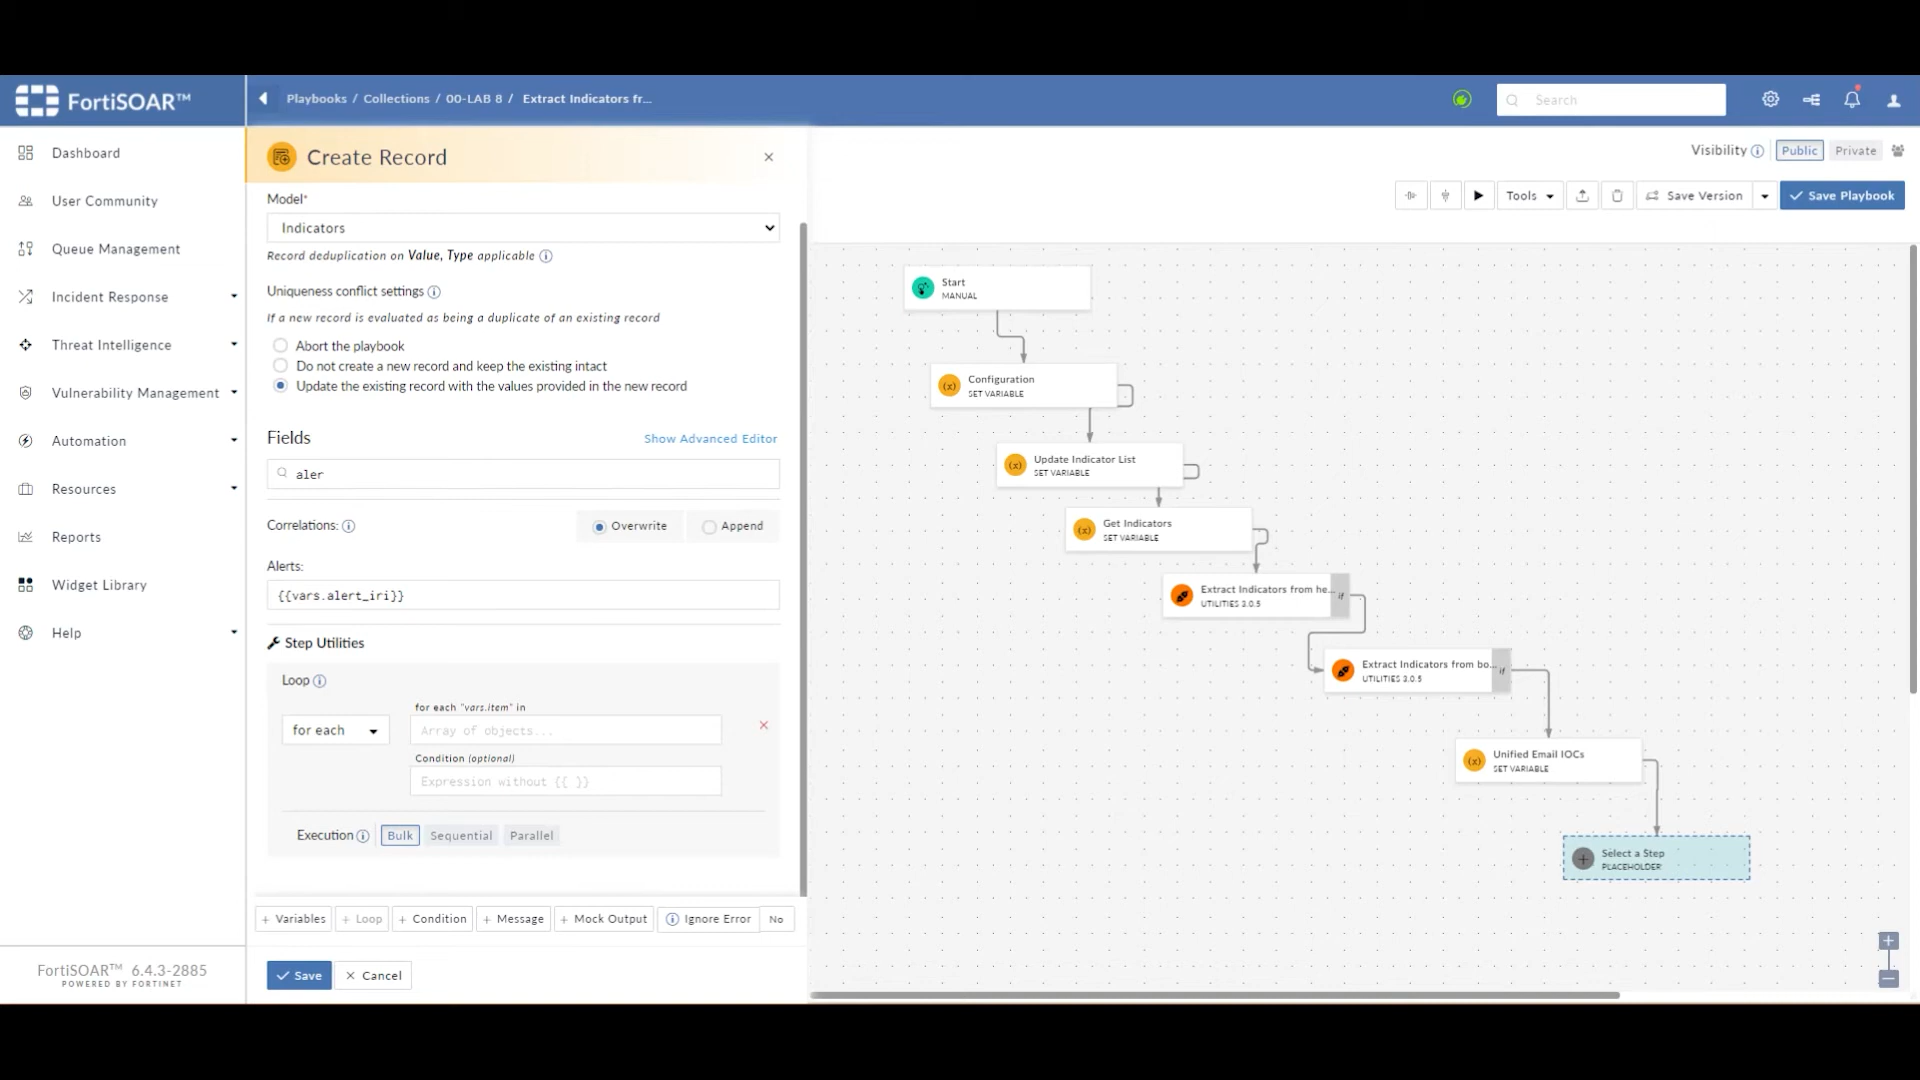 FortiSOAR™
Playbooks / Collections / 00-LAB 8 / Extract Indicators fr...
Search
Dashboard
User Community
Queue Management
Incident Response
Threat Intelligence
Vulnerability Management
Automation
Resources
Reports
Widget Library
Help
FortiSOAR™ 6.4.3-2885
POWERED BY FORTINET
Create Record
Model*
Indicators
Record deduplication on Value, Type applicable
Uniqueness conflict settings
If a new record is evaluated as being a duplicate of an existing record
Abort the playbook
Do not create a new record and keep the existing intact
Update the existing record with the values provided in the new record
Fields
Show Advanced Editor
aler
Correlations:
Overwrite
Append
Alerts:
{{vars.alert_iri}}
Step Utilities
Loop
for each "vars.item" in
for each
Array of objects...
Condition (optional)
Expression without {{ }}
Execution
Bulk
Sequential
Parallel
+ Variables
+ Loop
+ Condition
+ Message
+ Mock Output
Ignore Error
No
Save
Cancel
Visibility
Public
Private
Tools
Save Version
Save Playbook
Start
MANUAL
Configuration
SET VARIABLE
Update Indicator List
SET VARIABLE
Get Indicators
SET VARIABLE
Extract Indicators from he...
UTILITIES 3.0.5
if
Extract Indicators from bo...
UTILITIES 3.0.5
if
Unified Email IOCs
SET VARIABLE
Select a Step
PLACEHOLDER